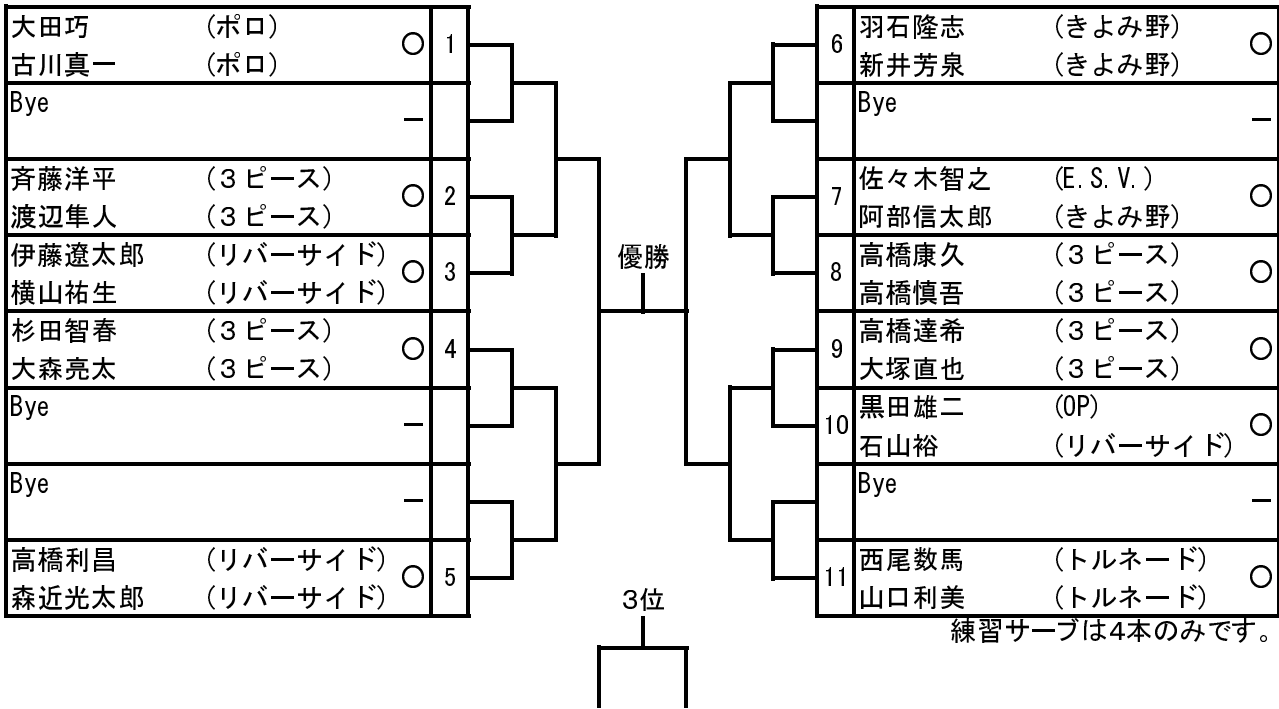 大田巧 (ポロ) ○ 1
古川真一 (ポロ)
Bye —
斉藤洋平 (3ピース) ○ 2
渡辺隼人 (3ピース)
伊藤遼太郎 (リバーサイド) ○ 3
横山祐生 (リバーサイド)
杉田智春 (3ピース) ○ 4
大森亮太 (3ピース)
Bye —
Bye —
高橋利昌 (リバーサイド) ○ 5
森近光太郎 (リバーサイド)
優勝
3位
6 羽石隆志 (きよみ野) ○
新井芳泉 (きよみ野)
Bye —
7 佐々木智之 (E.S.V.) ○
阿部信太郎 (きよみ野)
8 高橋康久 (3ピース) ○
高橋慎吾 (3ピース)
9 高橋達希 (3ピース) ○
大塚直也 (3ピース)
10 黒田雄二 (OP) ○
石山裕 (リバーサイド)
Bye —
11 西尾数馬 (トルネード) ○
山口利美 (トルネード)
練習サーブは4本のみです。